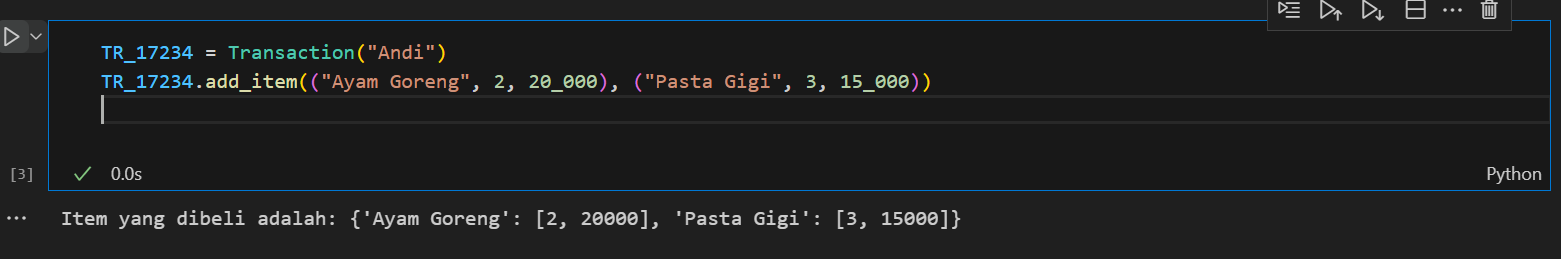 TR_17234 = Transaction("Andi")
TR_17234.add_item(("Ayam Goreng", 2, 20_000), ("Pasta Gigi", 3, 15_000))
[3]
0.0s
Python
Item yang dibeli adalah: {'Ayam Goreng': [2, 20000], 'Pasta Gigi': [3, 15000]}